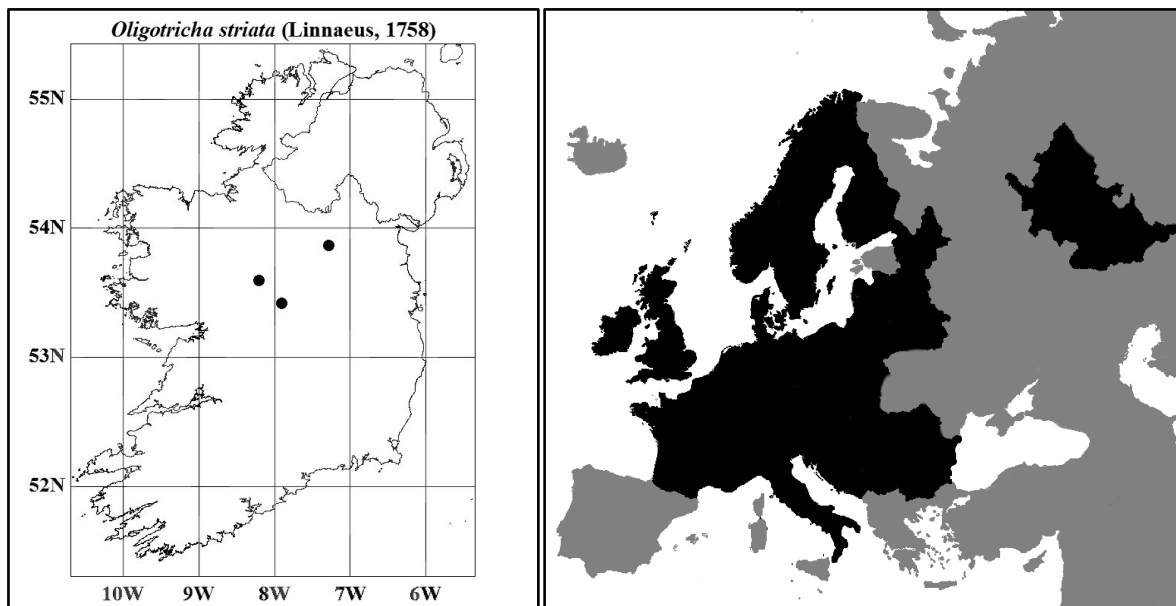 Oligotricha striata (Linnaeus, 1758)
55N
54N
53N
52N
10W 9W 8W 7W 6W